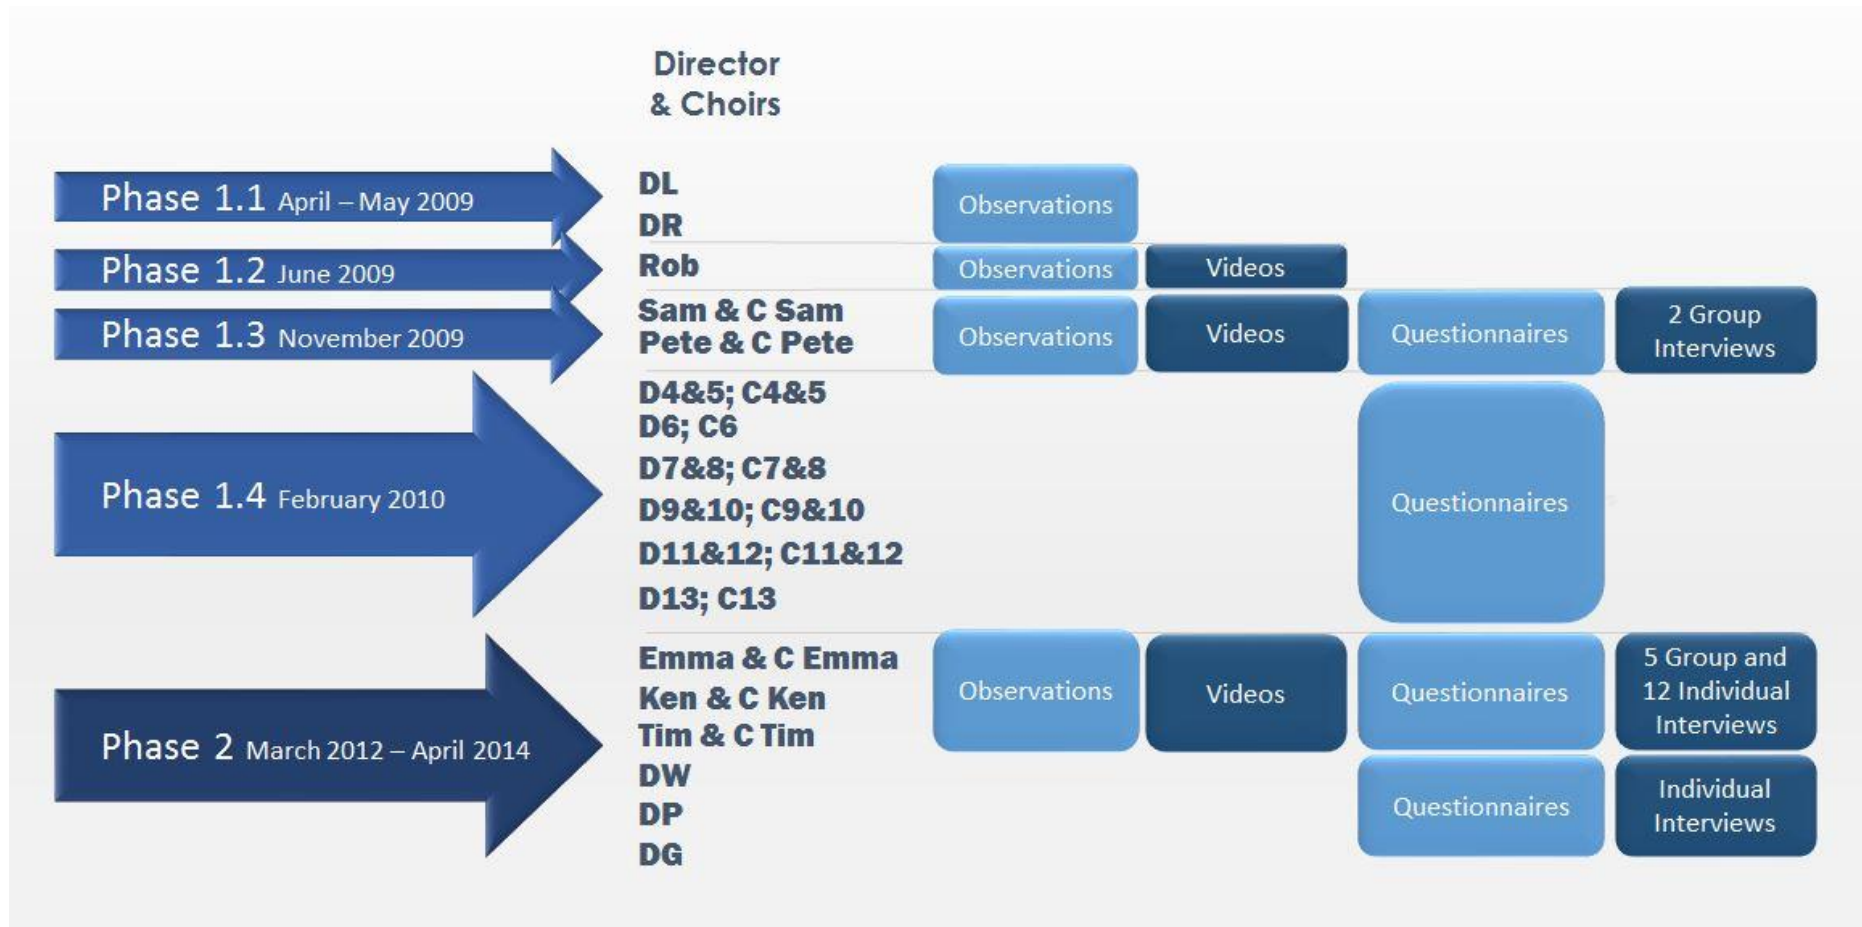 Director
& Choirs
Phase 1.1 April – May 2009
DL
DR
Observations
Phase 1.2 June 2009
Rob
Observations
Videos
Phase 1.3 November 2009
Sam & C Sam
Pete & C Pete
Observations
Videos
Questionnaires
2 Group
Interviews
Phase 1.4 February 2010
D4&5; C4&5
D6; C6
D7&8; C7&8
D9&10; C9&10
D11&12; C11&12
D13; C13
Questionnaires
Phase 2 March 2012 – April 2014
Emma & C Emma
Ken & C Ken
Tim & C Tim
DW
DP
DG
Observations
Videos
Questionnaires
5 Group and
12 Individual
Interviews
Questionnaires
Individual
Interviews